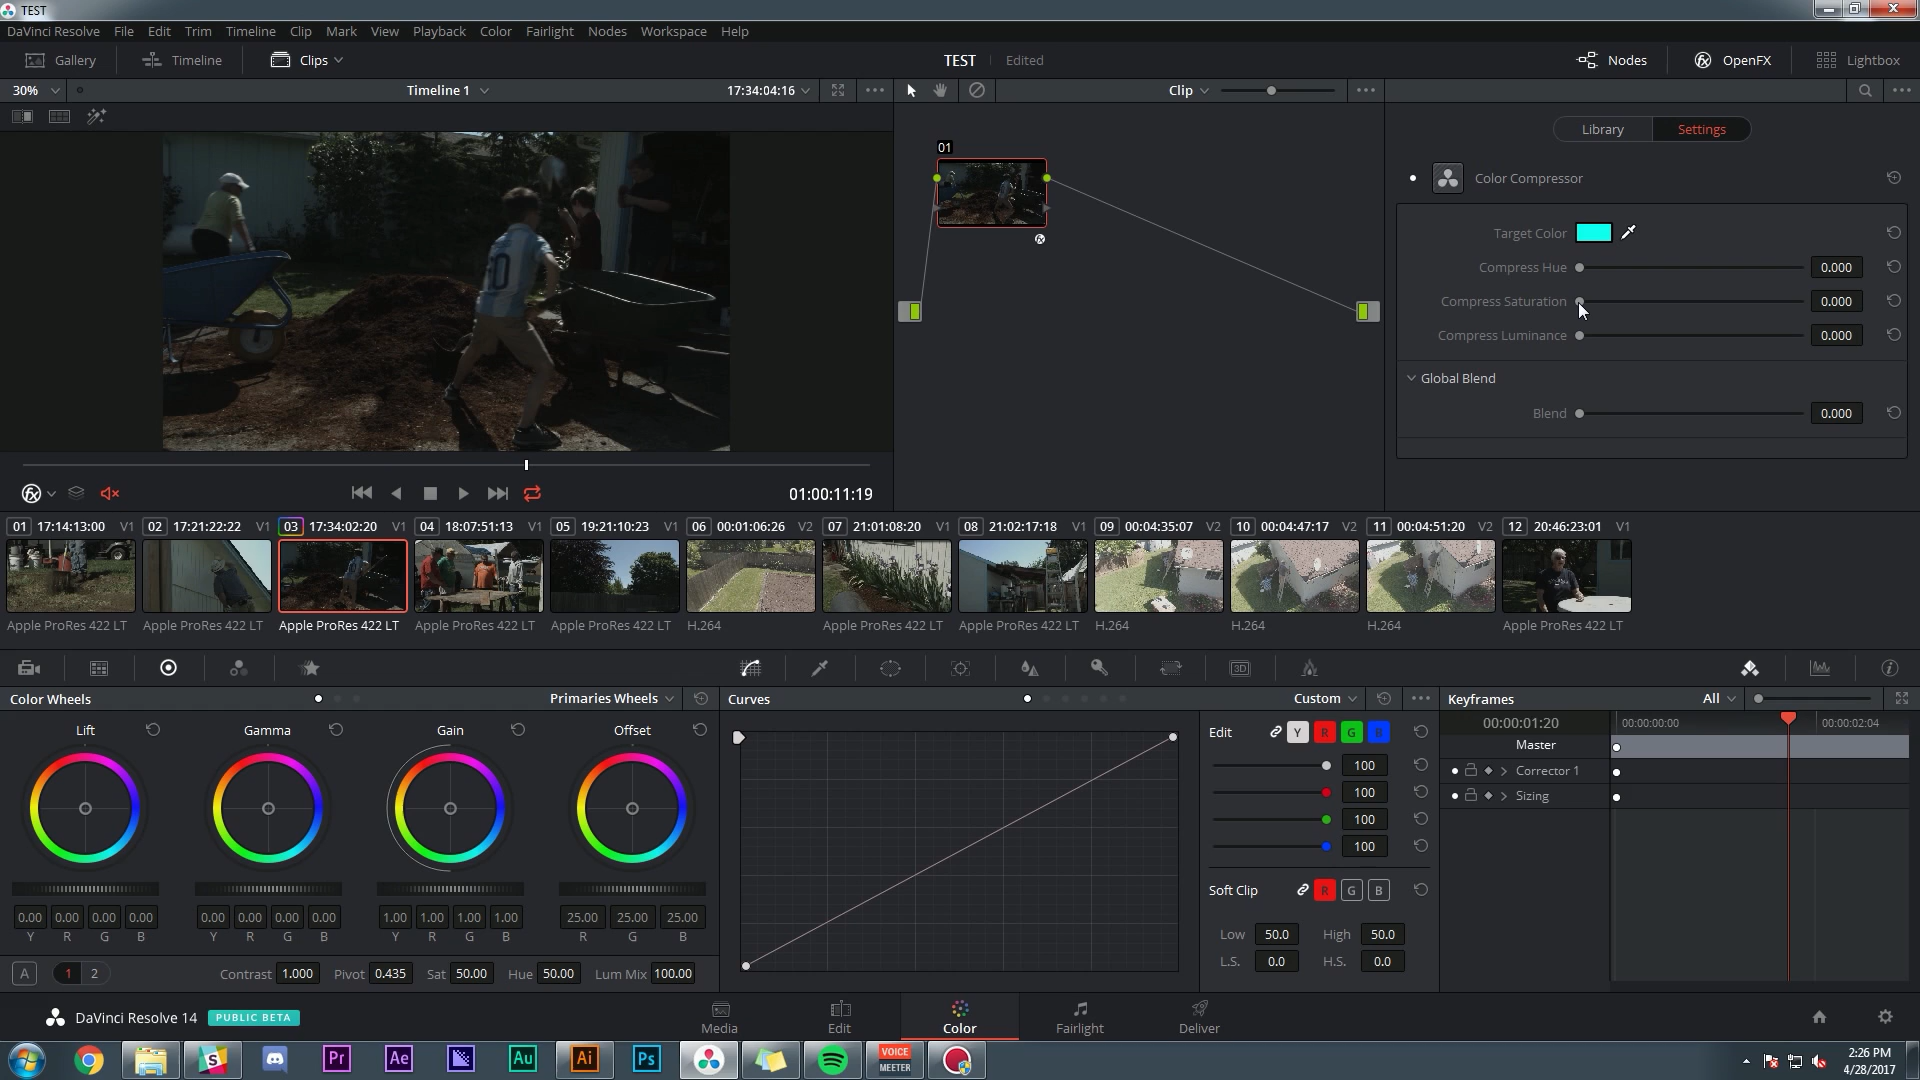 TEST
DaVinci Resolve File Edit Trim Timeline Clip Mark View Playback Color Fairlight Nodes Workspace Help
Gallery Timeline Clips TEST Edited Nodes OpenFX Lightbox
30% Timeline 1 17:34:04:16 Clip
Library Settings
01
Color Compressor
Target Color
Compress Hue 0.000
Compress Saturation 0.000
Compress Luminance 0.000
Global Blend
Blend 0.000
10
01:00:11:19
01 17:14:13:00 V1 02 17:21:22:22 V1 03 17:34:02:20 V1 04 18:07:51:13 V1 05 19:21:10:23 V1 06 00:01:06:26 V2 07 21:01:08:20 V1 08 21:02:17:18 V1 09 00:04:35:07 V2 10 00:04:47:17 V2 11 00:04:51:20 V2 12 20:46:23:01 V1
Apple ProRes 422 LT Apple ProRes 422 LT Apple ProRes 422 LT Apple ProRes 422 LT Apple ProRes 422 LT H.264 Apple ProRes 422 LT Apple ProRes 422 LT H.264 H.264 H.264 Apple ProRes 422 LT
3D
Color Wheels Primaries Wheels Curves Custom Keyframes All
Lift Gamma Gain Offset
Edit Y R G B
100
100
100
100
Soft Clip R G B
Low 50.0 High 50.0
L.S. 0.0 H.S. 0.0
00:00:01:20 00:00:00:00 00:00:02:04
Master
Corrector 1
Sizing
0.00 0.00 0.00 0.00 0.00 0.00 0.00 0.00 1.00 1.00 1.00 1.00 25.00 25.00 25.00
Y R G B Y R G B Y R G B R G B
A 1 2 Contrast 1.000 Pivot 0.435 Sat 50.00 Hue 50.00 Lum Mix 100.00
DaVinci Resolve 14 PUBLIC BETA
Media Edit Color Fairlight Deliver
Pr Ae Au Ai Ps VOICE MEETER
2:26 PM
4/28/2017